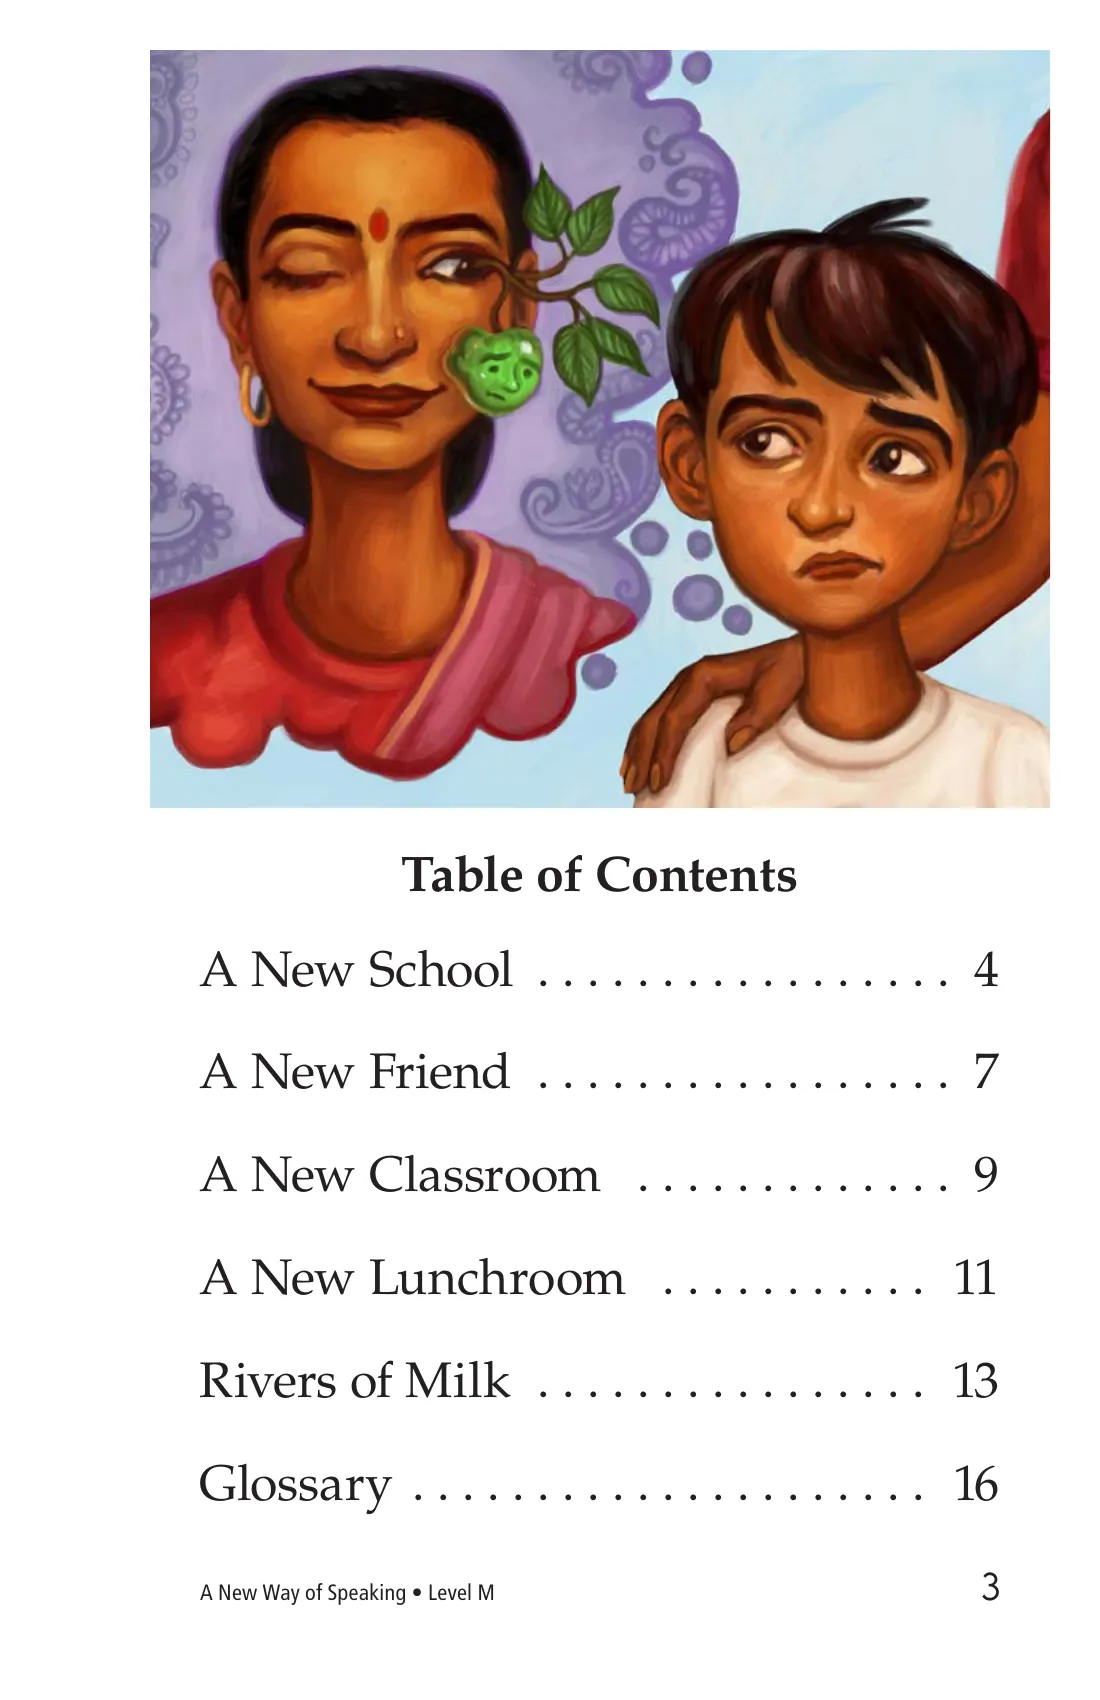 Table of Contents
A New School . . . . . . . . . . . . . . . . . 4
A New Friend . . . . . . . . . . . . . . . . . 7
A New Classroom . . . . . . . . . . . . . 9
A New Lunchroom . . . . . . . . . . . 11
Rivers of Milk . . . . . . . . . . . . . . . . 13
Glossary . . . . . . . . . . . . . . . . . . . . . 16
A New Way of Speaking • Level M 3